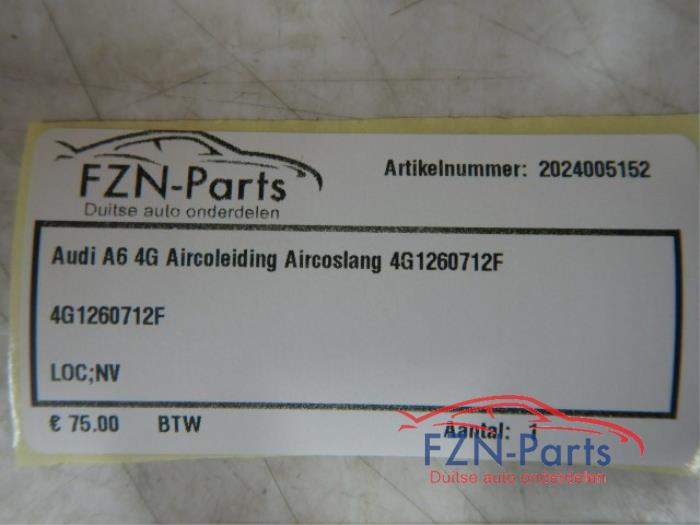 FZN-Parts
Duitse auto onderdelen
Artikelnummer: 2024005152
Audi A6 4G Aircoleiding Aircoslang 4G1260712F
4G1260712F
LOC;NV
€ 75.00 BTW Aantal: 1
FZN-Parts
Duitse auto onderdelen